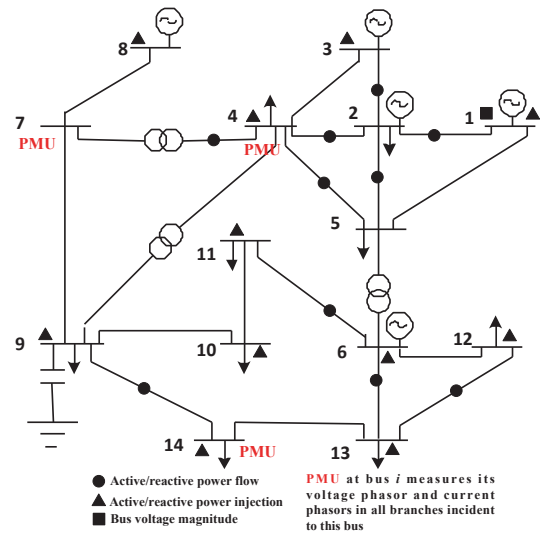 8
3
7
PMU
4
PMU
2
1
5
11
9
10
6
12
14
PMU
13
Active/reactive power flow
Active/reactive power injection
Bus voltage magnitude
PMU at bus i measures its
voltage phasor and current
phasors in all branches incident
to this bus